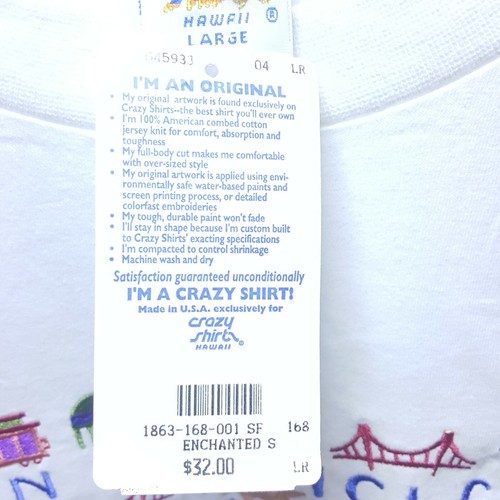 HAWAII ®
LARGE
045933 04 LR
I'M AN ORIGINAL
• My original artwork is found exclusively on
Crazy Shirts--the best shirt you'll ever own
• I'm 100% American combed cotton
jersey knit for comfort, absorption and
toughness
• My full-body cut makes me comfortable
with over-sized style
• My original artwork is applied using envi-
ronmentally safe water-based paints and
screen printing process, or detailed
colorfast embroideries
• My tough, durable paint won't fade
• I'll stay in shape because I'm custom built
to Crazy Shirts' exacting specifications
• I'm compacted to control shrinkage
• Machine wash and dry
Satisfaction guaranteed unconditionally
I'M A CRAZY SHIRT!
Made in U.S.A. exclusively for
crazy
shirts®
HAWAII
1863-168-001 SF 168
ENCHANTED S
$32.00 LR